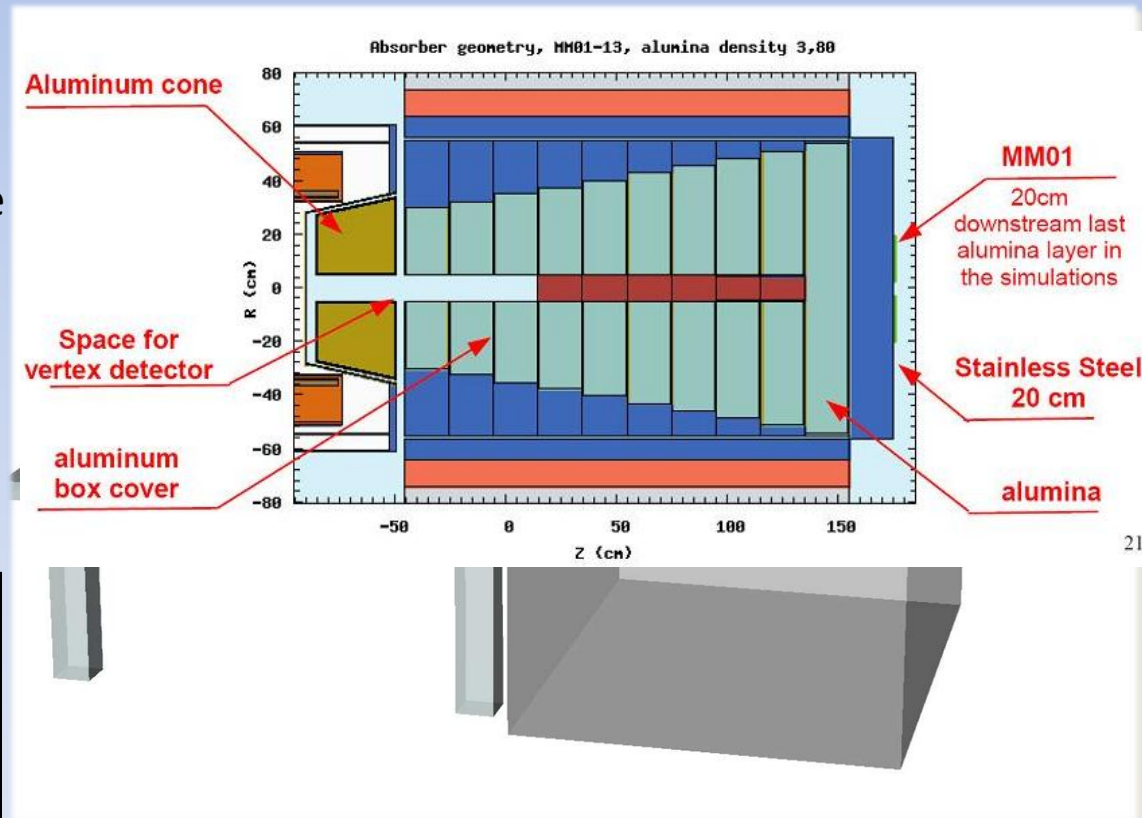 Absorber geometry, MM01-13, alumina density 3,80
Aluminum cone
Space for
vertex detector
aluminum
box cover
MM01
20cm
downstream last
alumina layer in
the simulations
Stainless Steel
20 cm
alumina
R (cm)
80
60
40
20
0
-20
-40
-60
-80
-50
0
50
100
150
Z (cm)
21
e